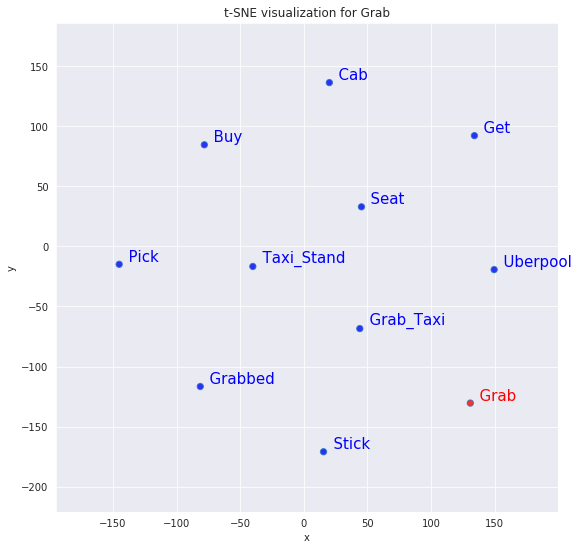 t-SNE visualization for Grab
Cab
Get
Buy
Seat
Pick
Taxi_Stand
Uberpool
Grab_Taxi
Grabbed
Grab
Stick
150
100
50
0
−50
−100
−150
−200
y
−150
−100
−50
0
50
100
150
x